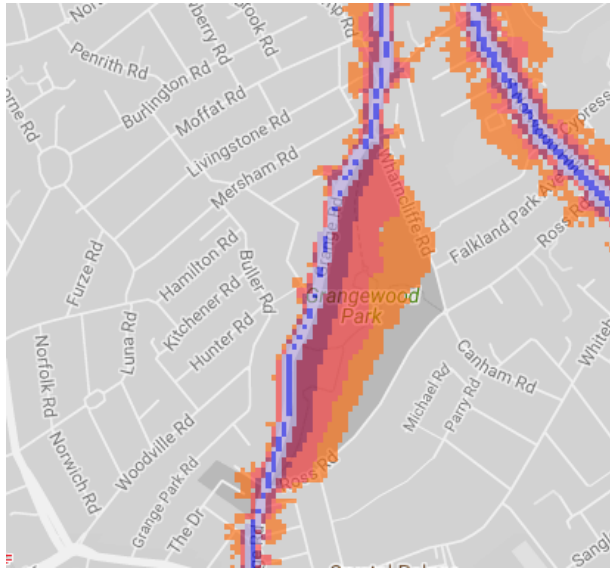 Penrith Rd
Burlington Rd
Moffat Rd
Livingstone Rd
Mersham Rd
Wharncliffe Rd
Cypress
Falkland Park Ave
Ross Rd
Furze Rd
Hamilton Rd
Buller Rd
Kitchener Rd
Hunter Rd
Luna Rd
Grangewood
Park
Norfolk Rd
Canham Rd
Michael Rd
Parry Rd
Norwich Rd
Woodville Rd
Grange Park Rd
The Dr
Ross Rd